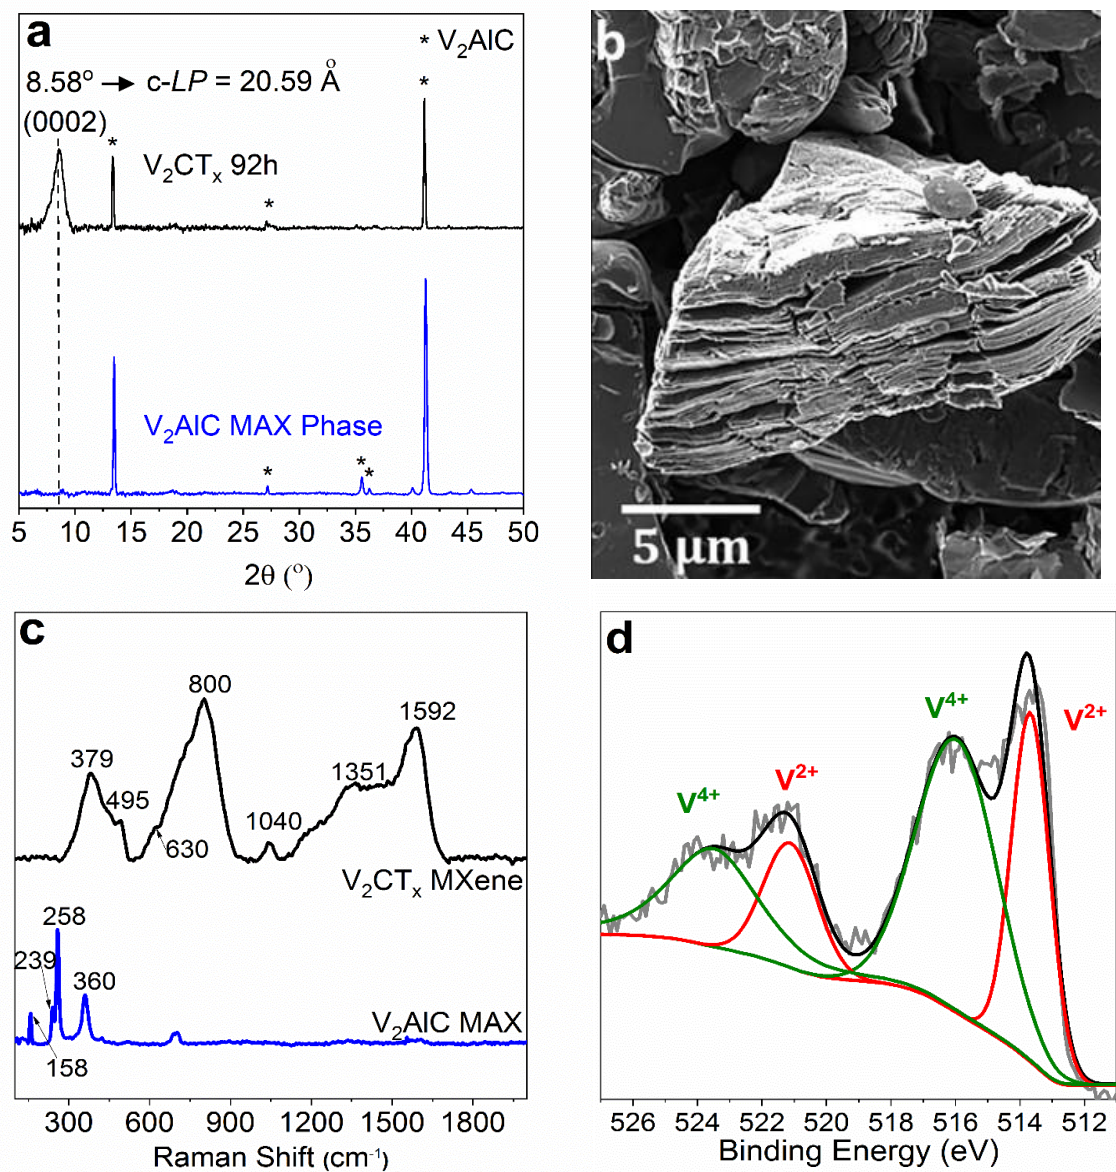 a
* V₂AlC
8.58° → c-LP = 20.59 Å
(0002)
*
*
V₂CTₓ 92h
*
V₂AlC MAX Phase
*
*
*
5 10 15 20 25 30 35 40 45 50
2θ (°)
b
5 μm
c
800
1592
379
1351
495
1040
630
V₂CTₓ MXene
258
239
360
V₂AlC MAX
158
300 600 900 1200 1500 1800
Raman Shift (cm⁻¹)
d
V⁴⁺
V²⁺
V²⁺
V⁴⁺
526 524 522 520 518 516 514 512
Binding Energy (eV)